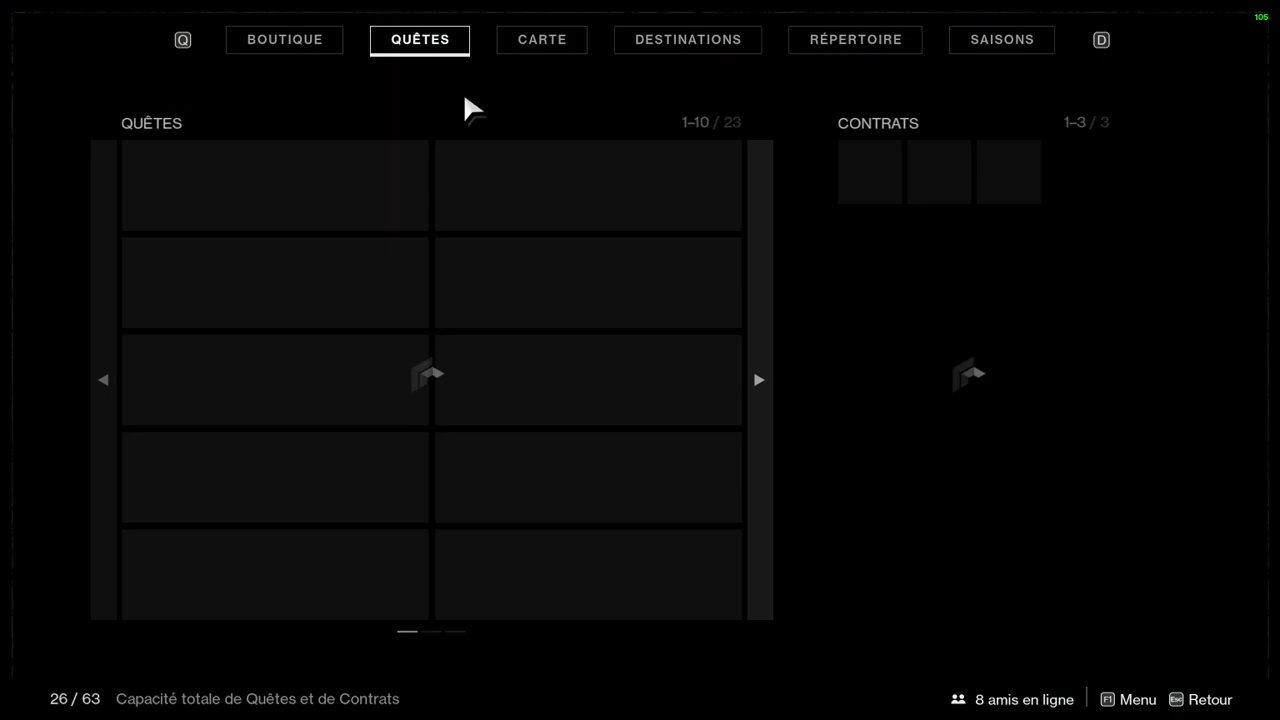 105
Q BOUTIQUE QUÊTES CARTE DESTINATIONS RÉPERTOIRE SAISONS D
QUÊTES 1–10 / 23
CONTRATS 1–3 / 3
26 / 63 Capacité totale de Quêtes et de Contrats
8 amis en ligne F1 Menu Esc Retour